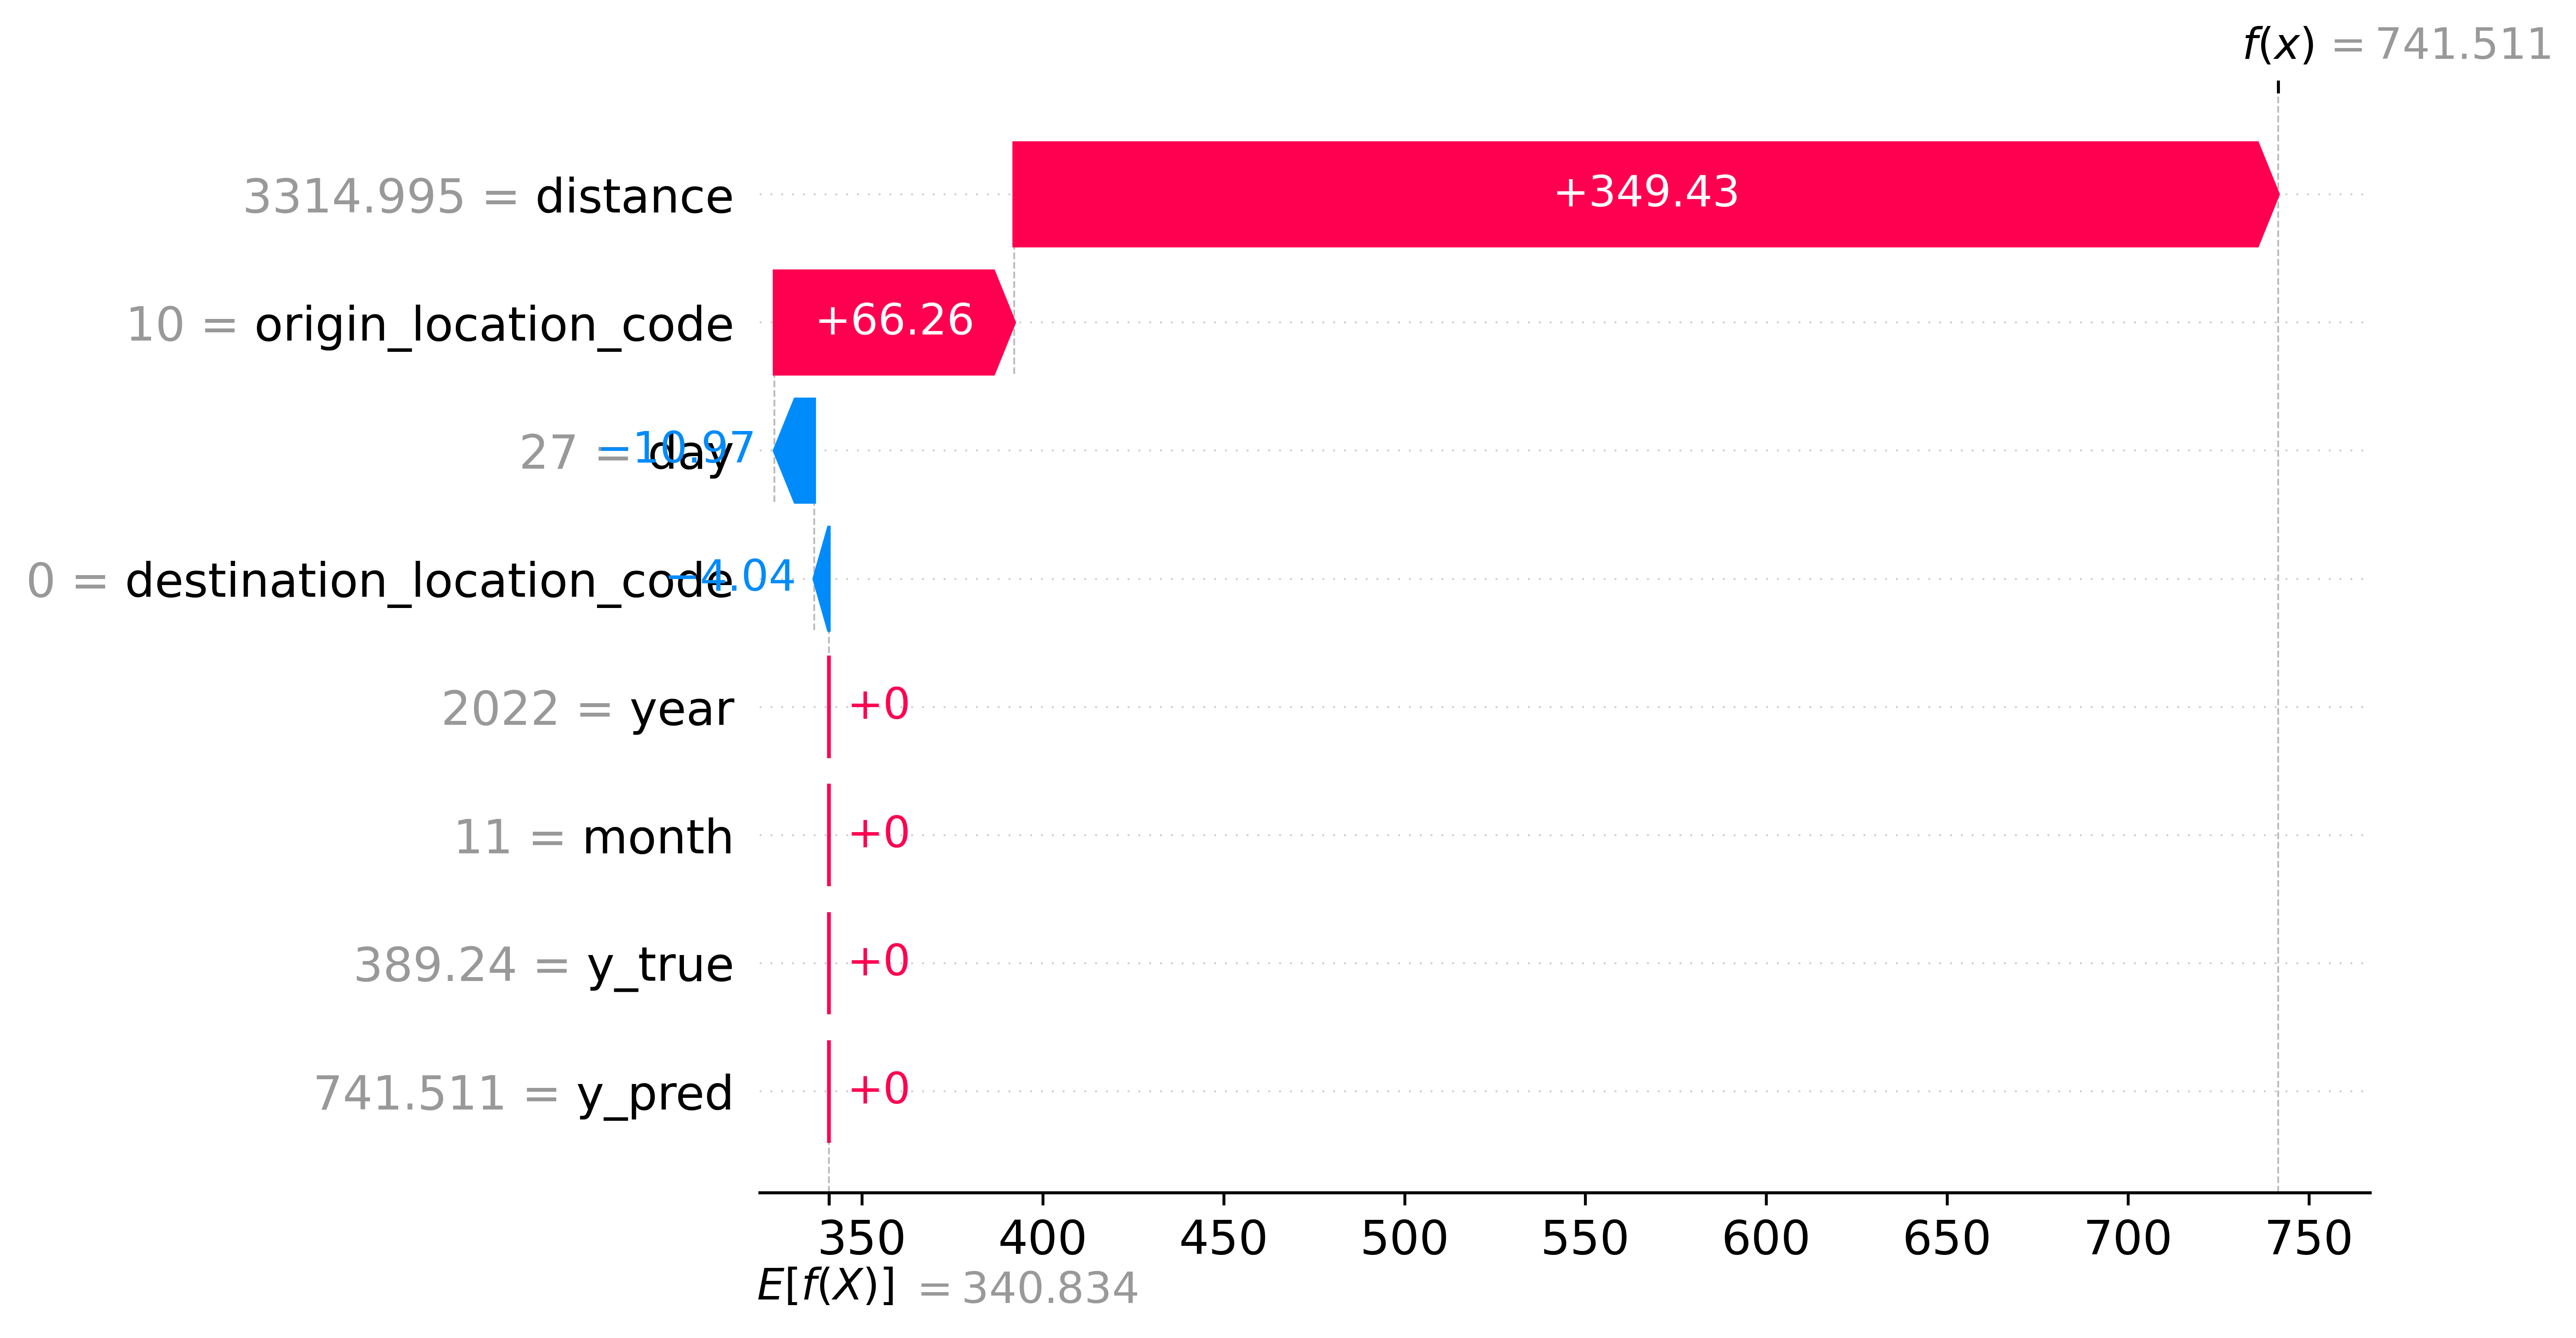 f(x) = 741.511
3314.995 = distance
+349.43
10 = origin_location_code
+66.26
27 = day
−10.97
0 = destination_location_code
−4.04
2022 = year
+0
11 = month
+0
389.24 = y_true
+0
741.511 = y_pred
+0
350 400 450 500 550 600 650 700 750
E[f(X)] = 340.834